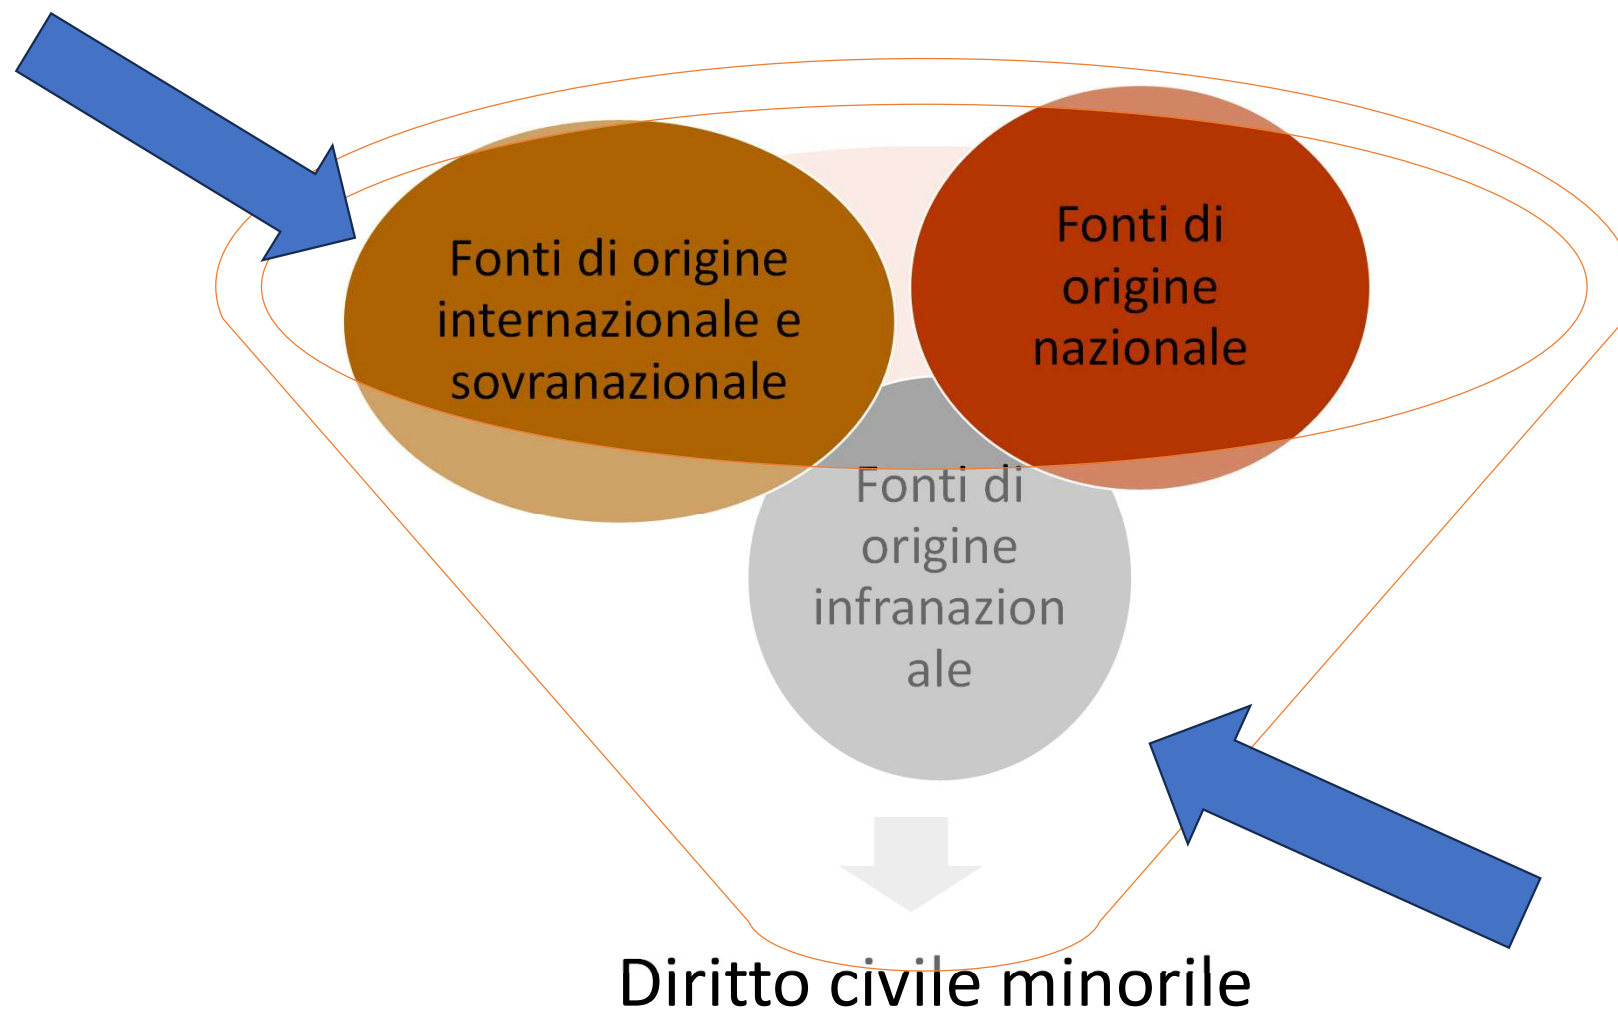 Fonti di origine
internazionale e
sovranazionale
Fonti di
origine
nazionale
Fonti di
origine
infranazion
ale
Diritto civile minorile